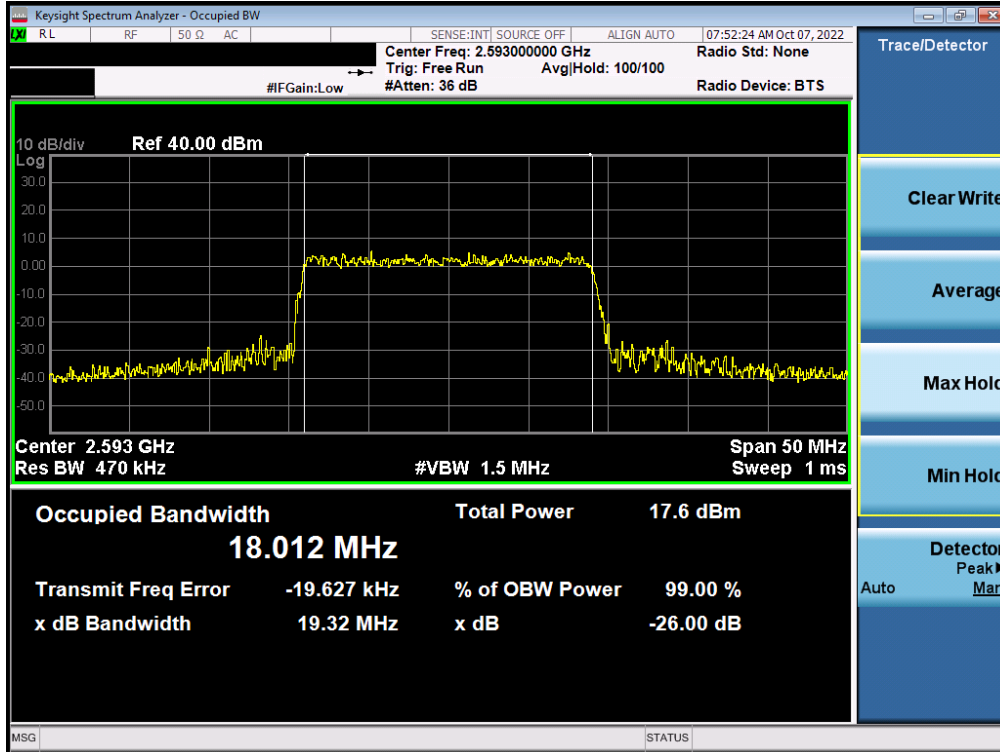 Keysight Spectrum Analyzer - Occupied BW
LXI RL RF 50 Ω AC SENSE:INT SOURCE OFF ALIGN AUTO 07:52:24 AM Oct 07, 2022
Center Freq: 2.593000000 GHz Radio Std: None
Trig: Free Run Avg|Hold: 100/100
#IFGain:Low #Atten: 36 dB Radio Device: BTS
Trace/Detector
10 dB/div Ref 40.00 dBm
Log
30.0
20.0
10.0
0.00
-10.0
-20.0
-30.0
-40.0
-50.0
Center 2.593 GHz Span 50 MHz
Res BW 470 kHz #VBW 1.5 MHz Sweep 1 ms
Occupied Bandwidth Total Power 17.6 dBm
18.012 MHz
Transmit Freq Error -19.627 kHz % of OBW Power 99.00 %
x dB Bandwidth 19.32 MHz x dB -26.00 dB
Clear Write
Average
Max Hold
Min Hold
Detector
Peak
Auto Man
MSG STATUS